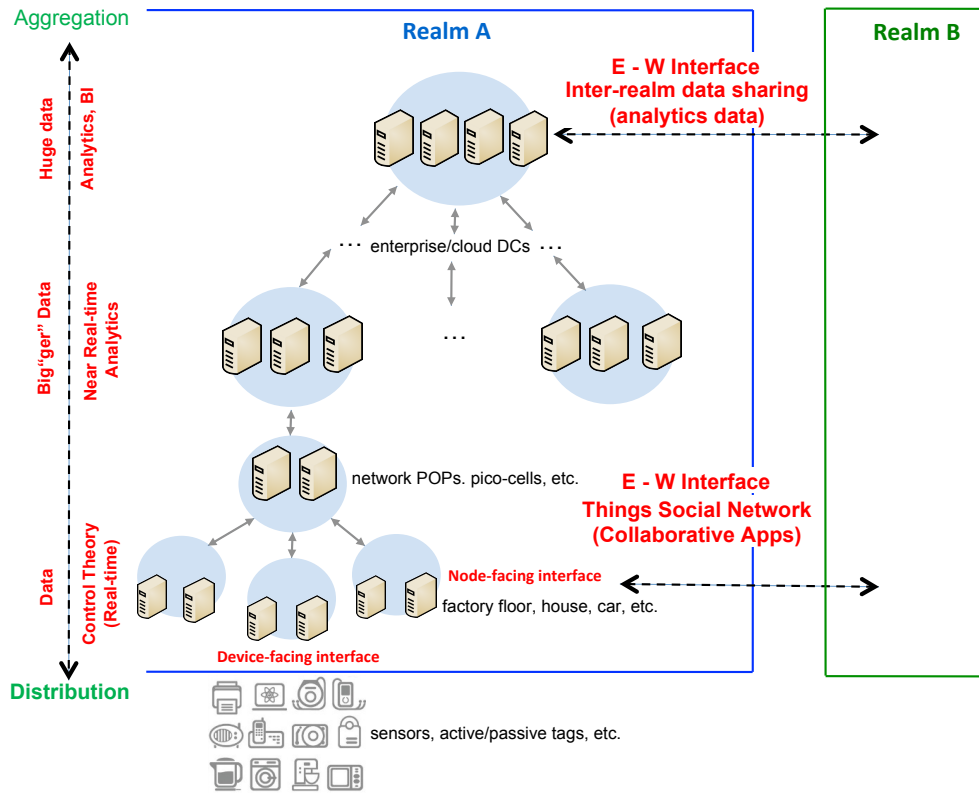 Aggregation
Realm A
Realm B
E - W Interface
Inter-realm data sharing
(analytics data)
Huge data
Analytics, BI
... enterprise/cloud DCs ...
Big“ger” Data
Near Real-time
Analytics
...
network POPs. pico-cells, etc.
E - W Interface
Things Social Network
(Collaborative Apps)
Data
Control Theory
(Real-time)
Node-facing interface
factory floor, house, car, etc.
Device-facing interface
Distribution
sensors, active/passive tags, etc.